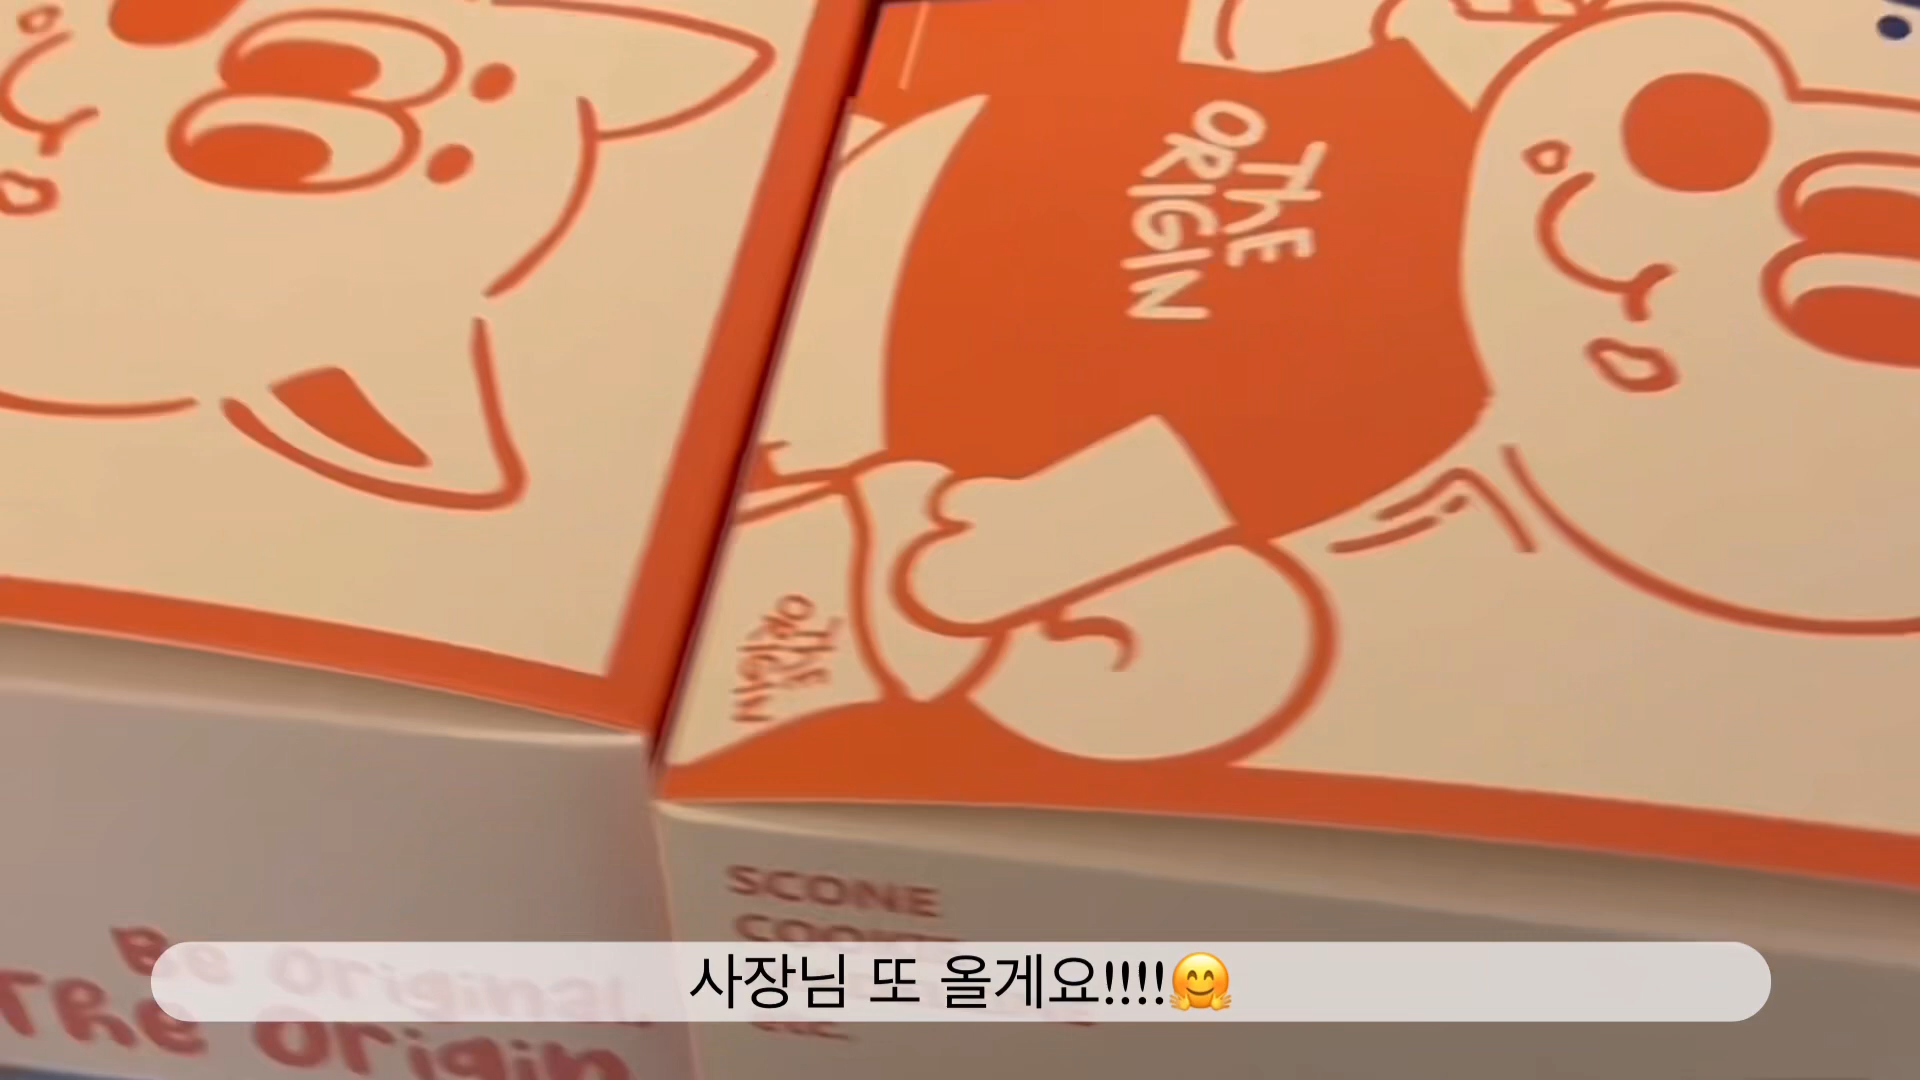 THE
ORIGIN
THE
ORIGIN
SCONE
Be Original,
The Origin
사장님 또 올게요!!!!🤗